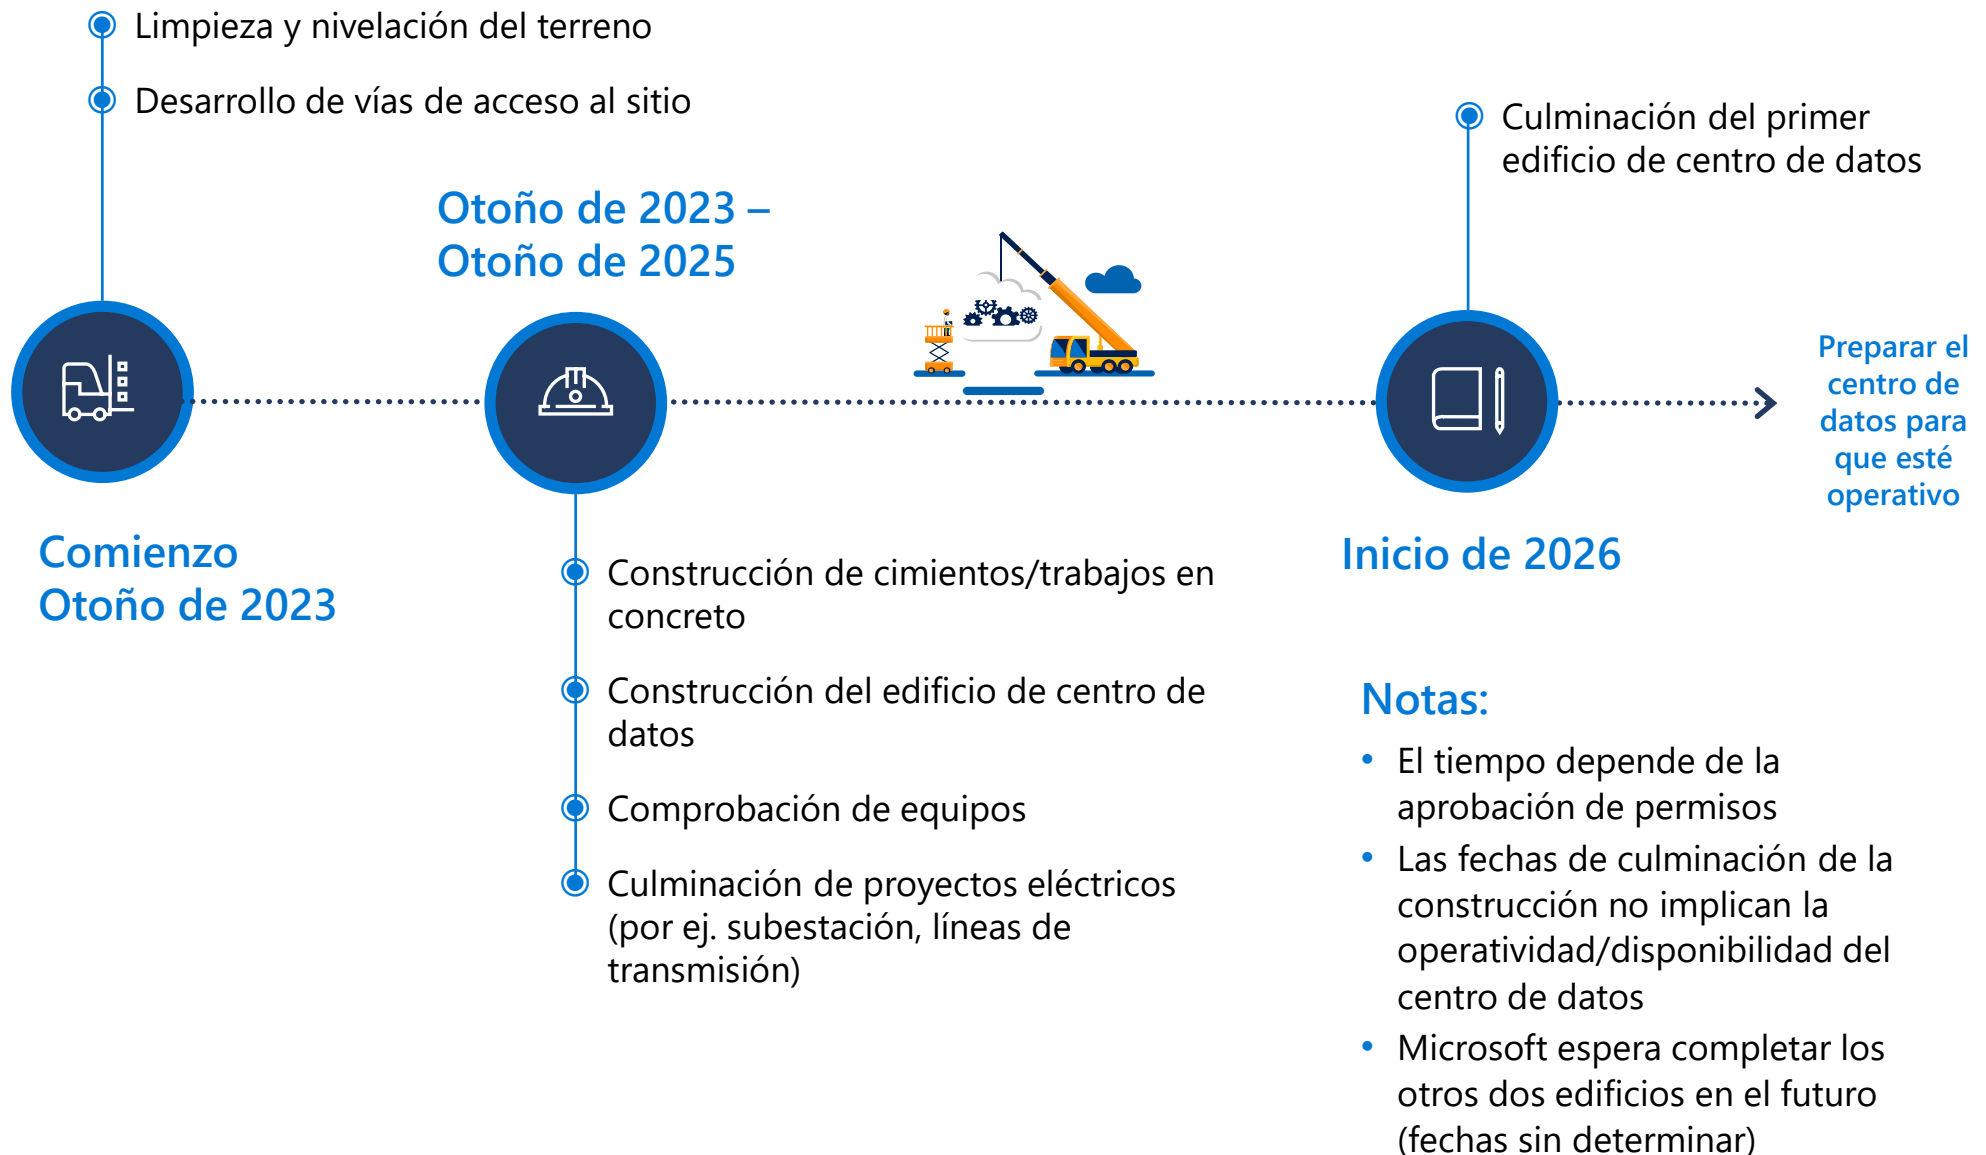 Limpieza y nivelación del terreno
Desarrollo de vías de acceso al sitio
Comienzo
Otoño de 2023
Otoño de 2023 –
Otoño de 2025
Construcción de cimientos/trabajos en
concreto
Construcción del edificio de centro de
datos
Comprobación de equipos
Culminación de proyectos eléctricos
(por ej. subestación, líneas de
transmisión)
Culminación del primer
edificio de centro de datos
Inicio de 2026
Preparar el
centro de
datos para
que esté
operativo
Notas:
• El tiempo depende de la
aprobación de permisos
• Las fechas de culminación de la
construcción no implican la
operatividad/disponibilidad del
centro de datos
• Microsoft espera completar los
otros dos edificios en el futuro
(fechas sin determinar)